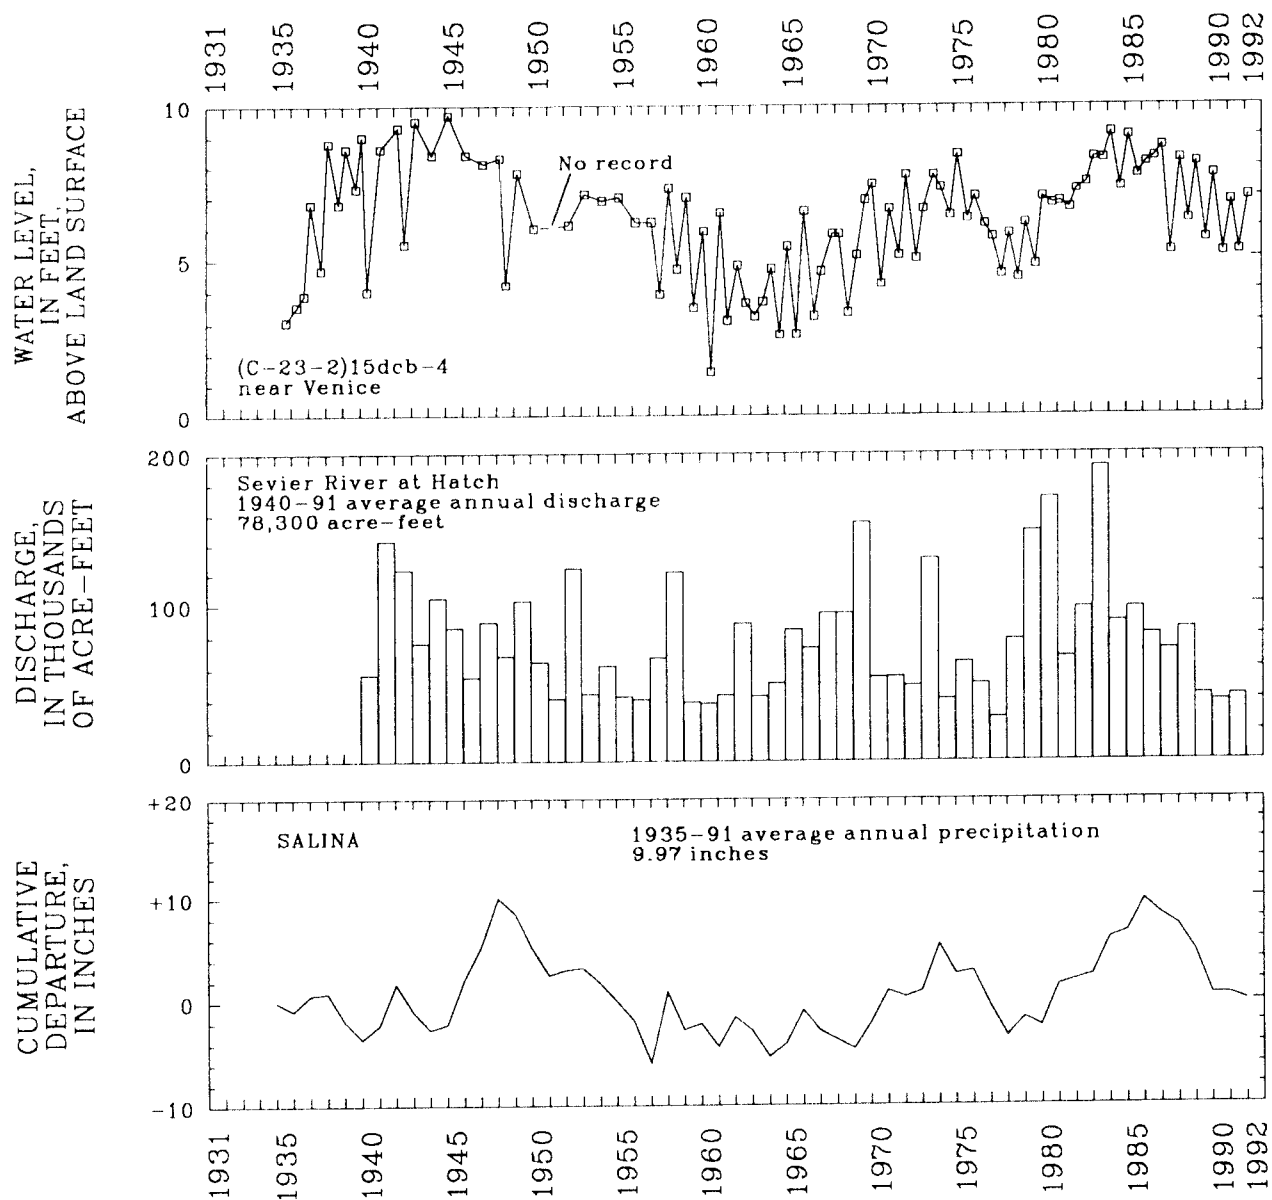 1931
1935
1940
1945
1950
1955
1960
1965
1970
1975
1980
1985
1990
1992
WATER LEVEL,
IN FEET,
ABOVE LAND SURFACE
10
5
0
No record
(C-23-2)15dcb-4
near Venice
DISCHARGE,
IN THOUSANDS
OF ACRE-FEET
200
100
0
Sevier River at Hatch
1940-91 average annual discharge
78,300 acre-feet
CUMULATIVE
DEPARTURE,
IN INCHES
+20
+10
0
-10
SALINA
1935-91 average annual precipitation
9.97 inches
1931
1935
1940
1945
1950
1955
1960
1965
1970
1975
1980
1985
1990
1992